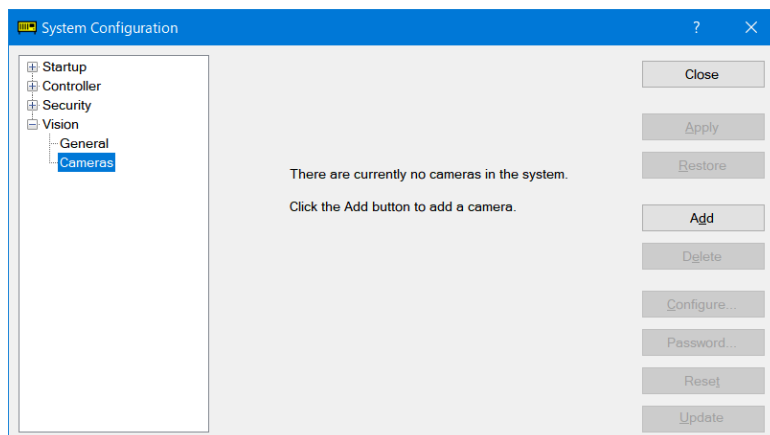 System Configuration
Startup
Controller
Security
Vision
General
Cameras
There are currently no cameras in the system.
Click the Add button to add a camera.
Close
Apply
Restore
Add
Delete
Configure...
Password...
Reset
Update